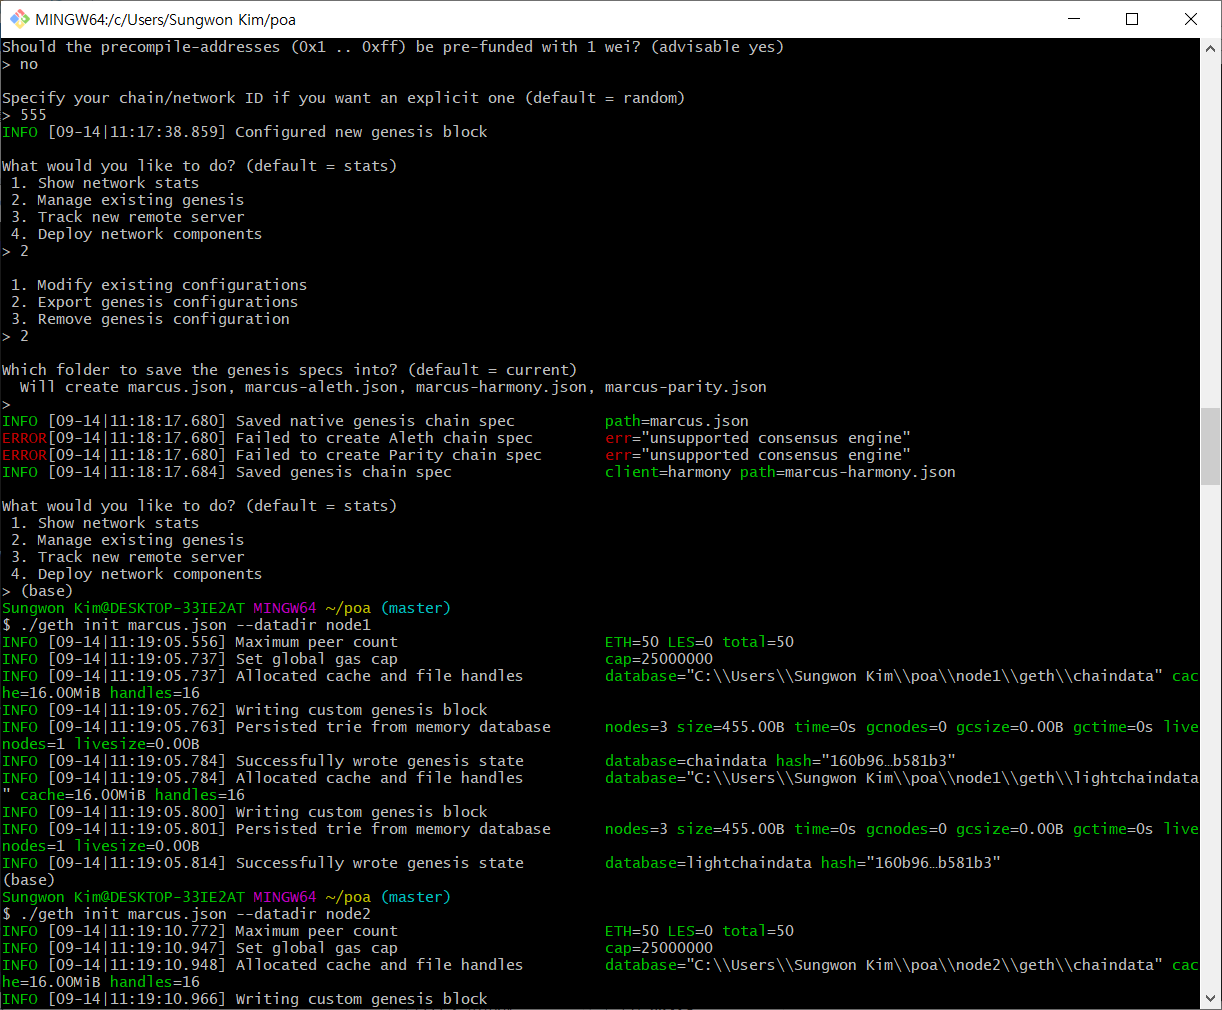 MINGW64:/c/Users/Sungwon Kim/poa
Should the precompile-addresses (0x1 .. 0xff) be pre-funded with 1 wei? (advisable yes)
> no
Specify your chain/network ID if you want an explicit one (default = random)
> 555
INFO [09-14|11:17:38.859] Configured new genesis block
What would you like to do? (default = stats)
 1. Show network stats
 2. Manage existing genesis
 3. Track new remote server
 4. Deploy network components
> 2
 1. Modify existing configurations
 2. Export genesis configurations
 3. Remove genesis configuration
> 2
Which folder to save the genesis specs into? (default = current)
  Will create marcus.json, marcus-aleth.json, marcus-harmony.json, marcus-parity.json
>
INFO [09-14|11:18:17.680] Saved native genesis chain spec          path=marcus.json
ERROR[09-14|11:18:17.680] Failed to create Aleth chain spec        err="unsupported consensus engine"
ERROR[09-14|11:18:17.680] Failed to create Parity chain spec       err="unsupported consensus engine"
INFO [09-14|11:18:17.684] Saved genesis chain spec                 client=harmony path=marcus-harmony.json
What would you like to do? (default = stats)
 1. Show network stats
 2. Manage existing genesis
 3. Track new remote server
 4. Deploy network components
> (base)
Sungwon Kim@DESKTOP-33IE2AT MINGW64 ~/poa (master)
$ ./geth init marcus.json --datadir node1
INFO [09-14|11:19:05.556] Maximum peer count                       ETH=50 LES=0 total=50
INFO [09-14|11:19:05.737] Set global gas cap                       cap=25000000
INFO [09-14|11:19:05.737] Allocated cache and file handles         database="C:\\Users\\Sungwon Kim\\poa\\node1\\geth\\chaindata" cac
he=16.00MiB handles=16
INFO [09-14|11:19:05.762] Writing custom genesis block
INFO [09-14|11:19:05.763] Persisted trie from memory database      nodes=3 size=455.00B time=0s gcnodes=0 gcsize=0.00B gctime=0s live
nodes=1 livesize=0.00B
INFO [09-14|11:19:05.784] Successfully wrote genesis state         database=chaindata hash="160b96…b581b3"
INFO [09-14|11:19:05.784] Allocated cache and file handles         database="C:\\Users\\Sungwon Kim\\poa\\node1\\geth\\lightchaindata
" cache=16.00MiB handles=16
INFO [09-14|11:19:05.800] Writing custom genesis block
INFO [09-14|11:19:05.801] Persisted trie from memory database      nodes=3 size=455.00B time=0s gcnodes=0 gcsize=0.00B gctime=0s live
nodes=1 livesize=0.00B
INFO [09-14|11:19:05.814] Successfully wrote genesis state         database=lightchaindata hash="160b96…b581b3"
(base)
Sungwon Kim@DESKTOP-33IE2AT MINGW64 ~/poa (master)
$ ./geth init marcus.json --datadir node2
INFO [09-14|11:19:10.772] Maximum peer count                       ETH=50 LES=0 total=50
INFO [09-14|11:19:10.947] Set global gas cap                       cap=25000000
INFO [09-14|11:19:10.948] Allocated cache and file handles         database="C:\\Users\\Sungwon Kim\\poa\\node2\\geth\\chaindata" cac
he=16.00MiB handles=16
INFO [09-14|11:19:10.966] Writing custom genesis block